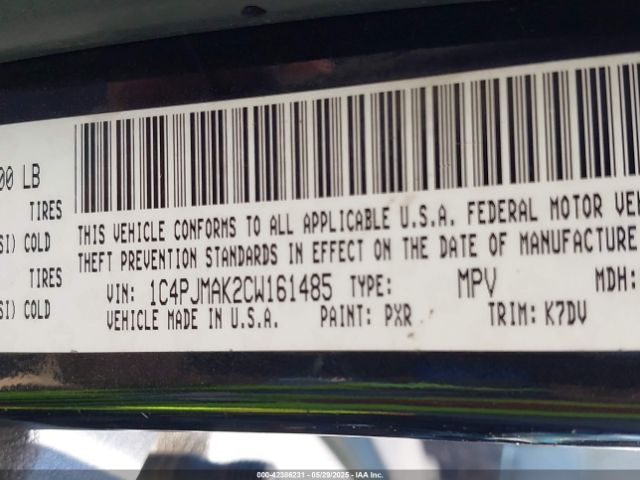 00 LB
TIRES
SI) COLD
TIRES
SI) COLD
THIS VEHICLE CONFORMS TO ALL APPLICABLE U.S.A. FEDERAL MOTOR VEH
THEFT PREVENTION STANDARDS IN EFFECT ON THE DATE OF MANUFACTURE
VIN: 1C4PJMAK2CW161485 TYPE: MPV MDH:
VEHICLE MADE IN U.S.A. PAINT: PXR TRIM: K7DV
000-42386231 - 05/29/2025 - Copyright © IAA, Inc.